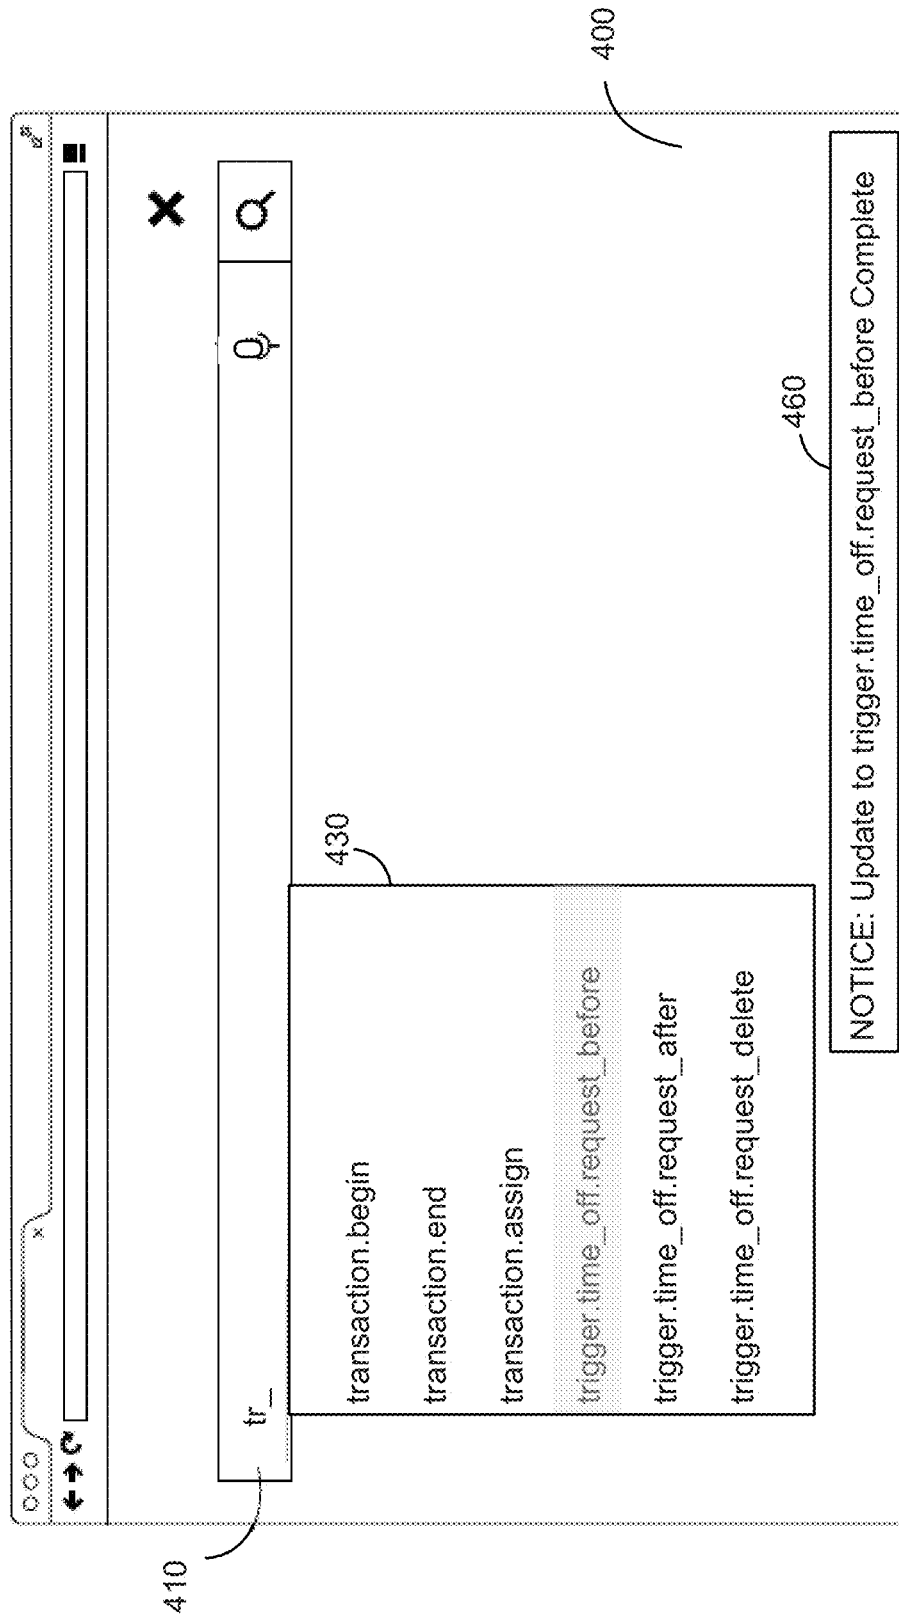 400
410
tr_
430
transaction.begin
transaction.end
transaction.assign
trigger.time_off.request_before
trigger.time_off.request_after
trigger.time_off.request_delete
460
NOTICE: Update to trigger.time_off.request_before Complete